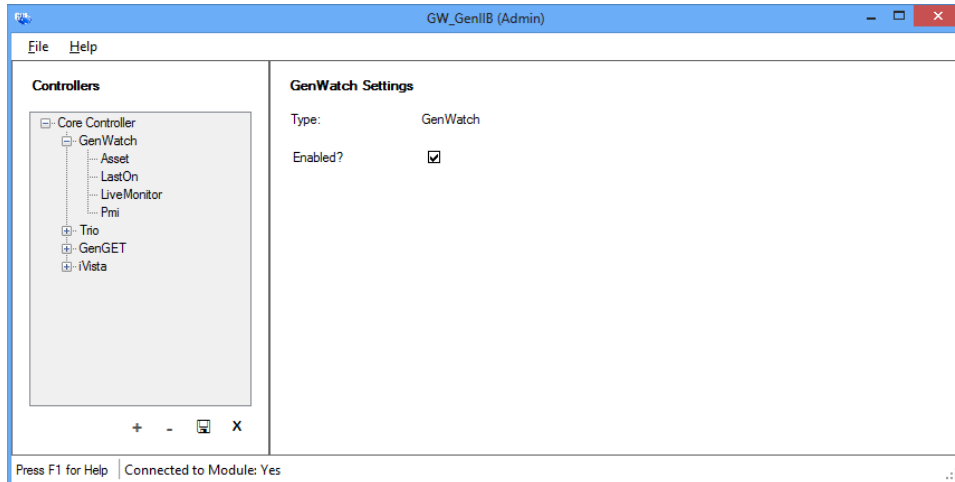 GW_GenIIB (Admin)
File Help
Controllers
Core Controller
GenWatch
Asset
LastOn
LiveMonitor
Pmi
Trio
GenGET
iVista
+ - X
GenWatch Settings
Type: GenWatch
Enabled?
Press F1 for Help Connected to Module: Yes